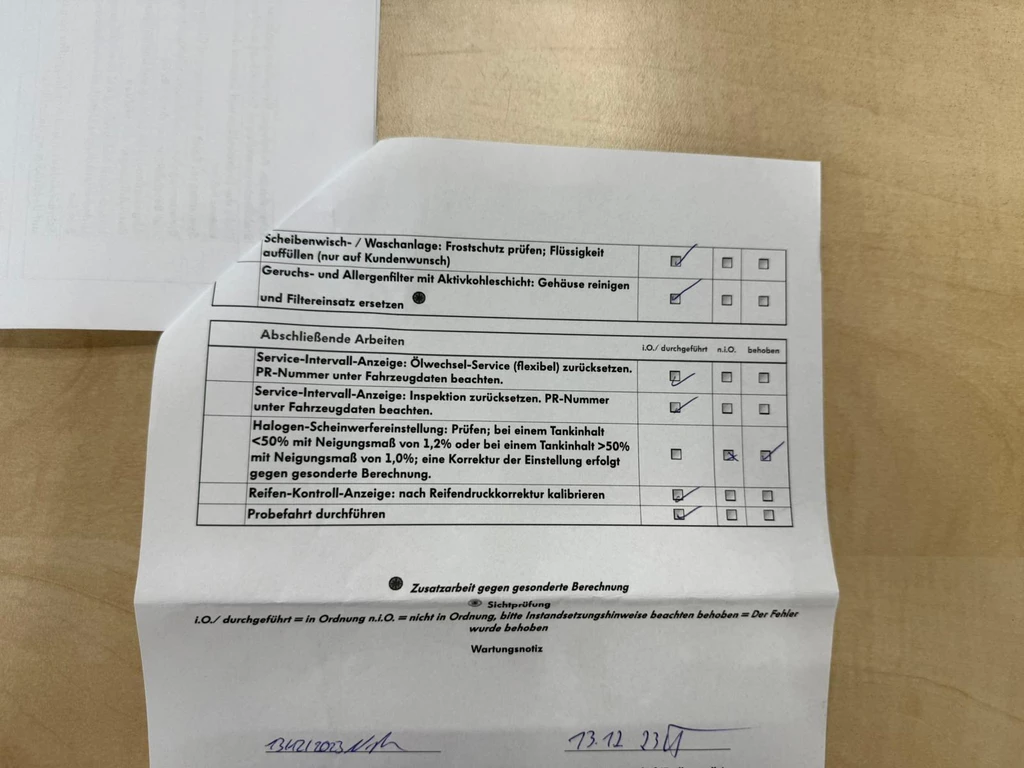 Scheibenwisch- / Waschanlage: Frostschutz prüfen; Flüssigkeit
auffüllen (nur auf Kundenwunsch)
Geruchs- und Allergenfilter mit Aktivkohleschicht: Gehäuse reinigen
und Filtereinsatz ersetzen
Abschließende Arbeiten i.O./ durchgeführt n.i.O. behoben
Service-Intervall-Anzeige: Ölwechsel-Service (flexibel) zurücksetzen.
PR-Nummer unter Fahrzeugdaten beachten.
Service-Intervall-Anzeige: Inspektion zurücksetzen. PR-Nummer
unter Fahrzeugdaten beachten.
Halogen-Scheinwerfereinstellung: Prüfen; bei einem Tankinhalt
<50% mit Neigungsmaß von 1,2% oder bei einem Tankinhalt >50%
mit Neigungsmaß von 1,0%; eine Korrektur der Einstellung erfolgt
gegen gesonderte Berechnung.
Reifen-Kontroll-Anzeige: nach Reifendruckkorrektur kalibrieren
Probefahrt durchführen
Zusatzarbeit gegen gesonderte Berechnung
Sichtprüfung
i.O./ durchgeführt = in Ordnung n.i.O. = nicht in Ordnung, bitte Instandsetzungshinweise beachten behoben = Der Fehler
wurde behoben
Wartungsnotiz
13/12/2023 13.12 23